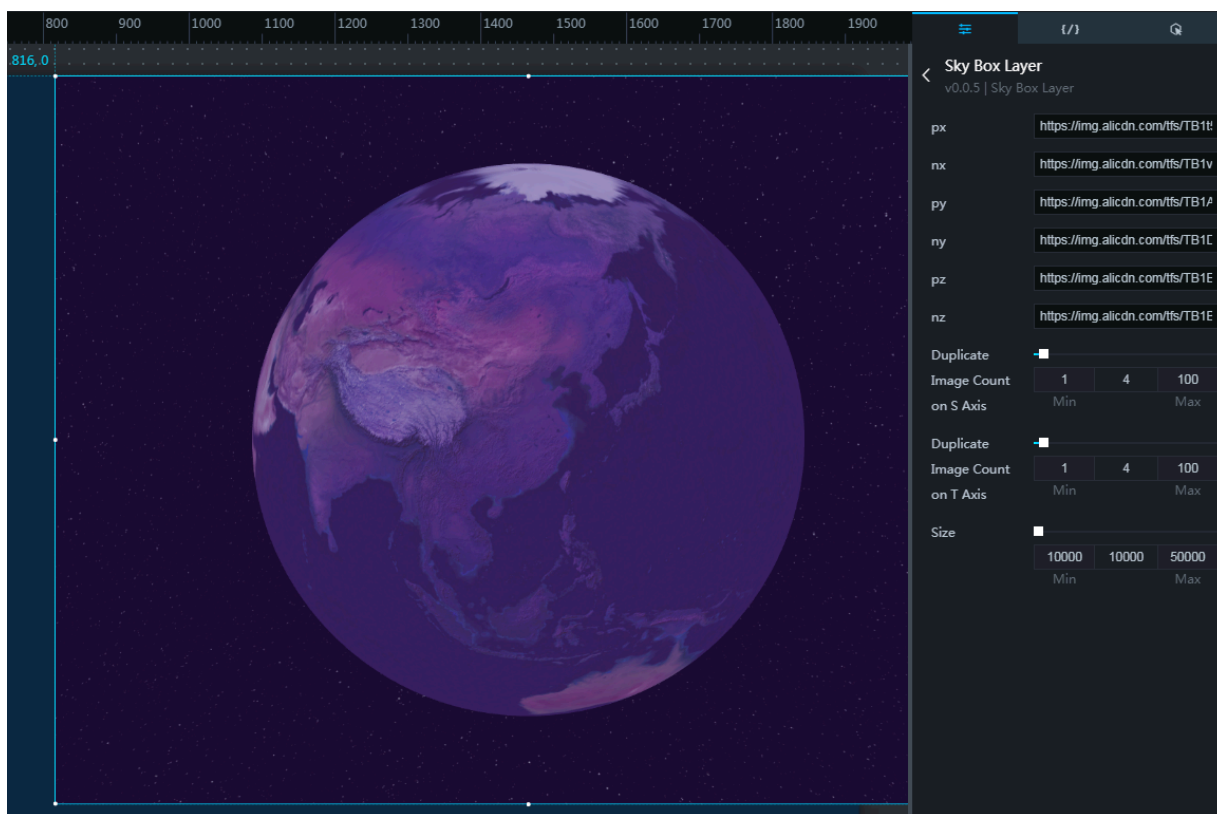 800 900 1000 1100 1200 1300 1400 1500 1600 1700 1800 1900
{/}
816,.0
Sky Box Layer
v0.0.5 | Sky Box Layer
px https://img.alicdn.com/tfs/TB1t
nx https://img.alicdn.com/tfs/TB1v
py https://img.alicdn.com/tfs/TB1A
ny https://img.alicdn.com/tfs/TB1D
pz https://img.alicdn.com/tfs/TB1E
nz https://img.alicdn.com/tfs/TB1E
Duplicate
Image Count 1 4 100
on S Axis Min Max
Duplicate
Image Count 1 4 100
on T Axis Min Max
Size
10000 10000 50000
Min Max